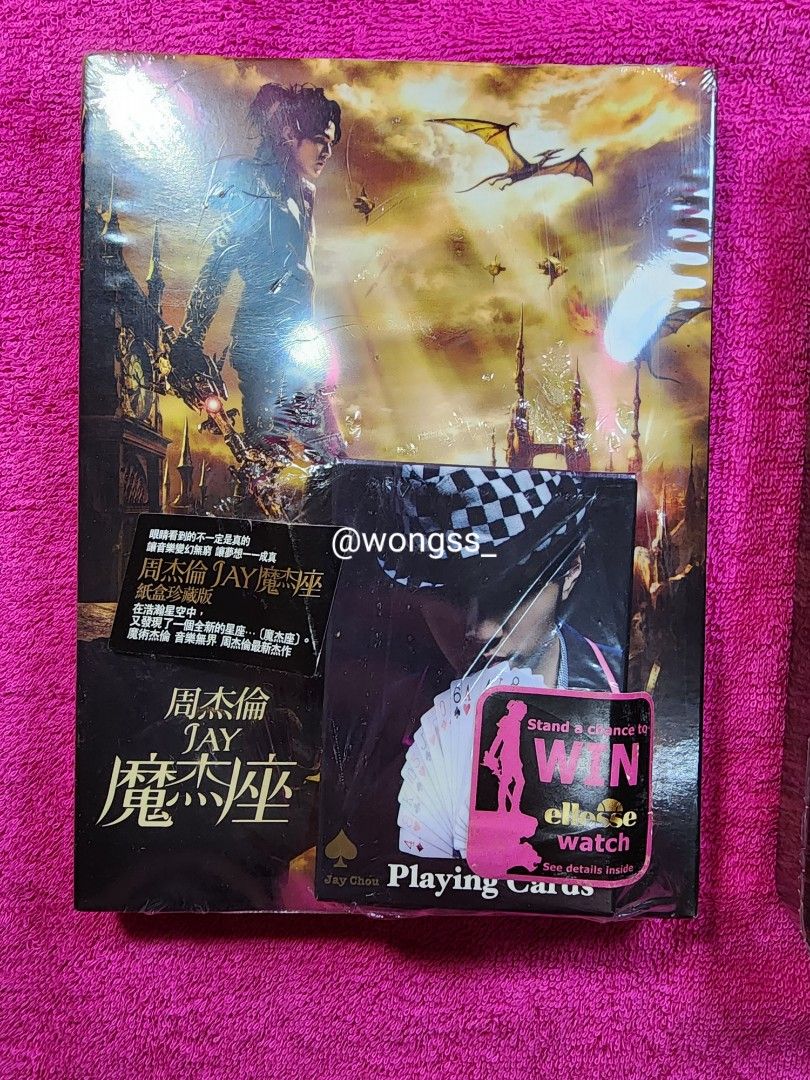 眼睛看到的不一定是真的
讓音樂變幻無窮 讓夢想一一成真
周杰倫 JAY 魔杰座
紙盒珍藏版
在浩瀚星空中，
又發現了一個全新的星座…〔魔杰座〕。
魔術杰倫 音樂無界 周杰倫最新杰作
@wongss_
周杰倫
JAY
魔杰座
Stand a chance to
WIN
ellesse
watch
See details inside
Jay Chou
Playing Cards